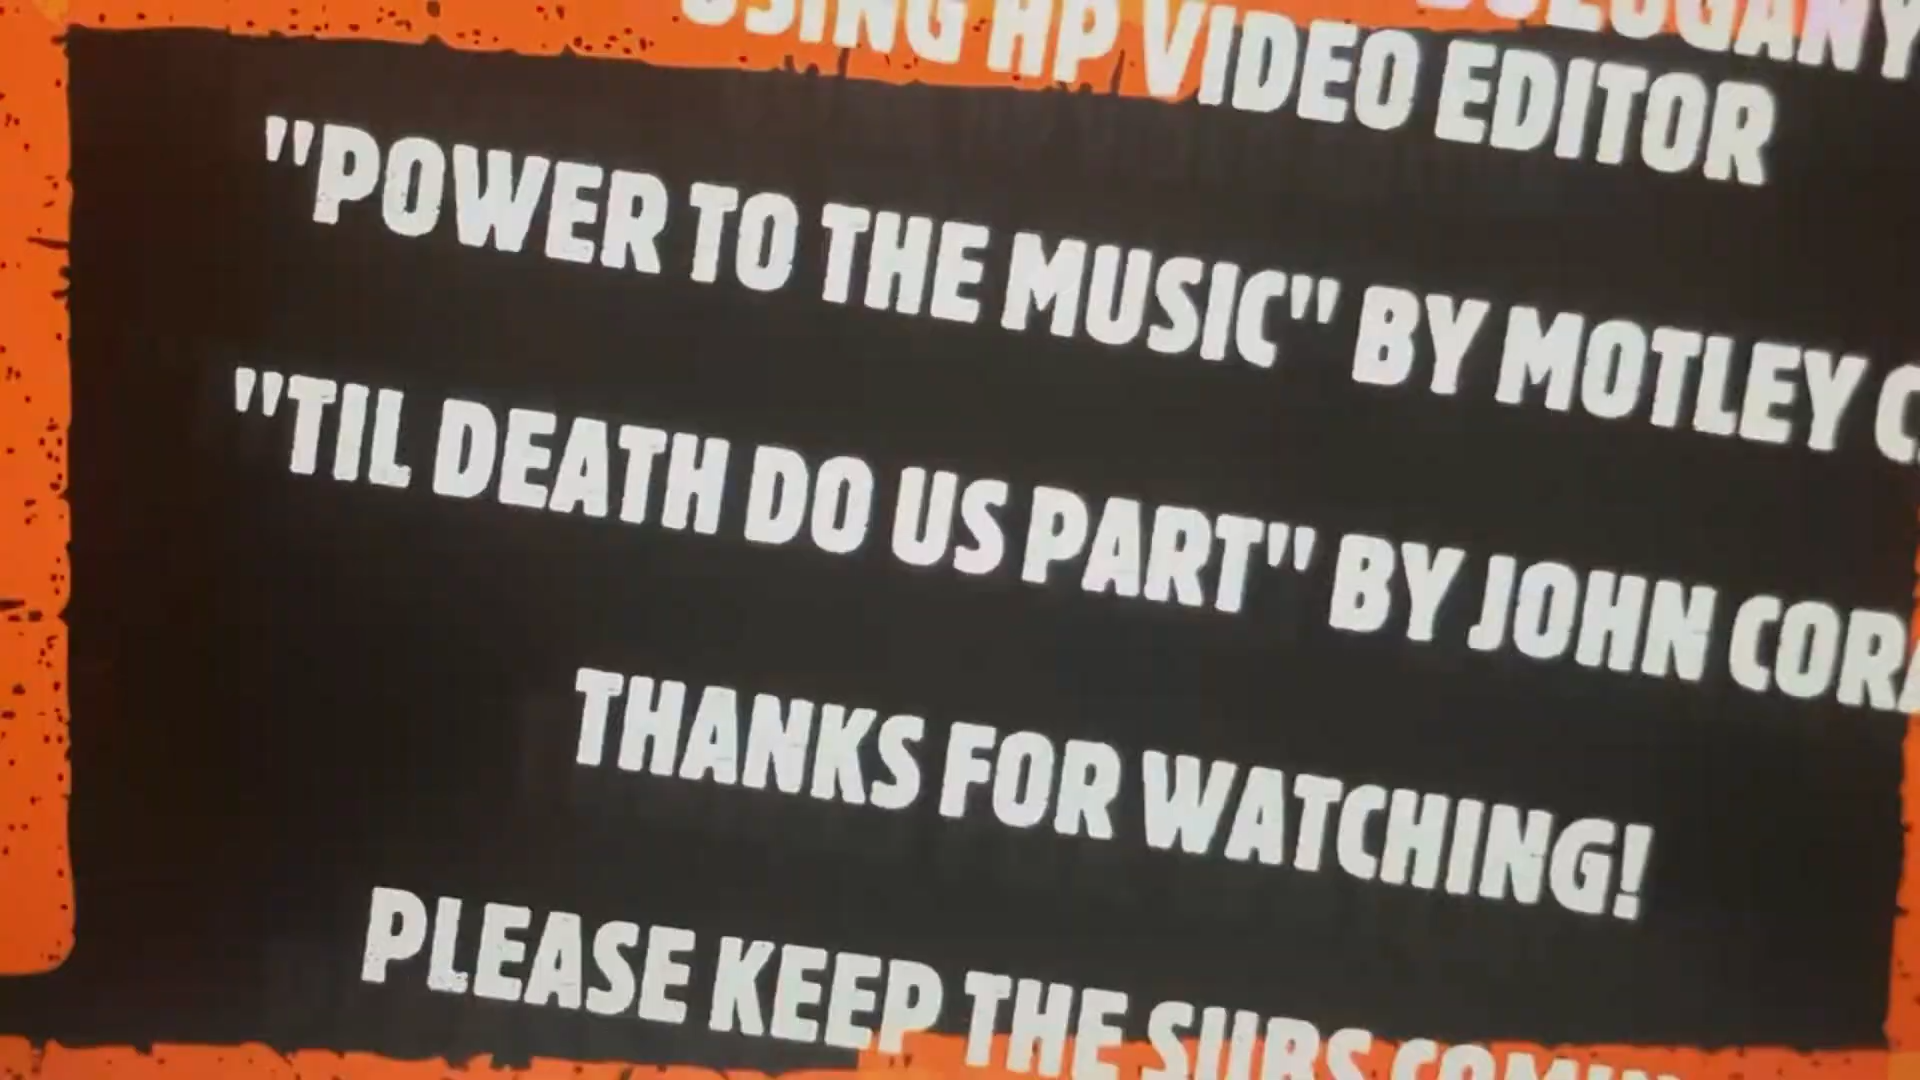 USING HP VIDEO EDITOR
"POWER TO THE MUSIC" BY MOTLEY
"TIL DEATH DO US PART" BY JOHN
THANKS FOR WATCHING!
PLEASE KEEP THE SUBS